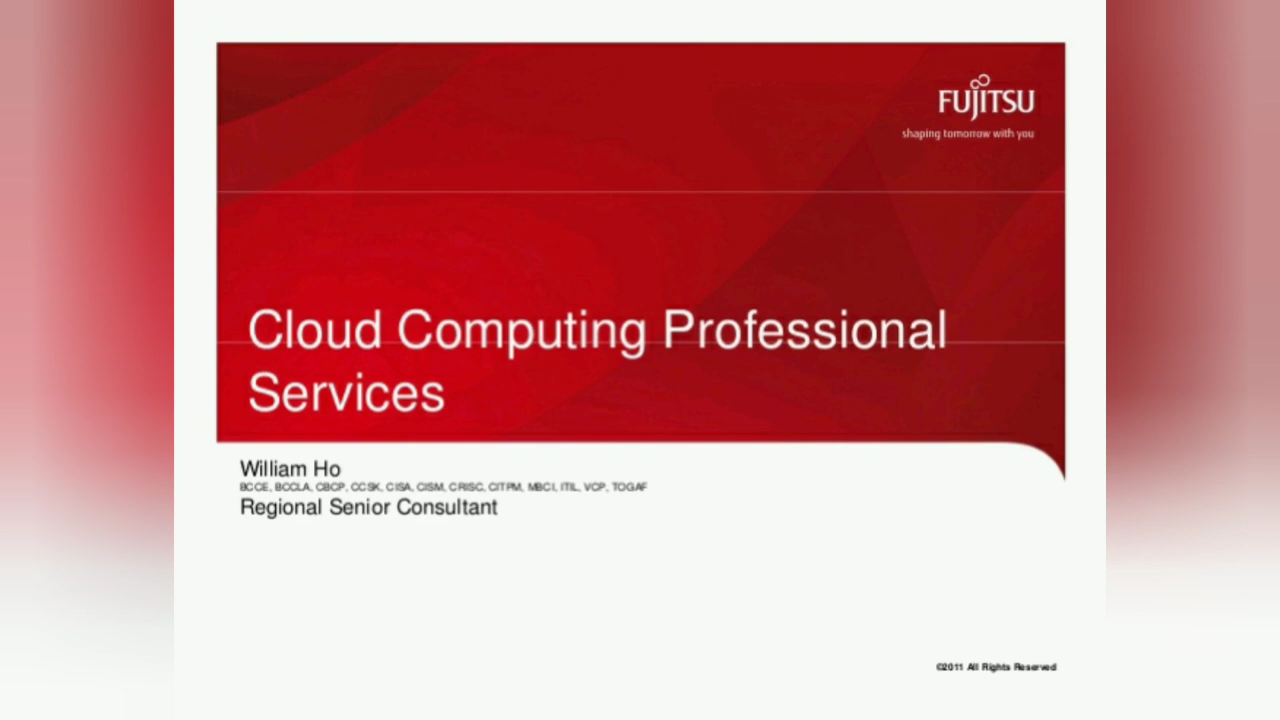 FUJITSU
shaping tomorrow with you
Cloud Computing Professional
Services
William Ho
BCCE, BCCLA, CBCP, CCSK, CISA, CISM, CRISC, CITPM, MBCI, ITIL, VCP, TOGAF
Regional Senior Consultant
©2011 All Rights Reserved